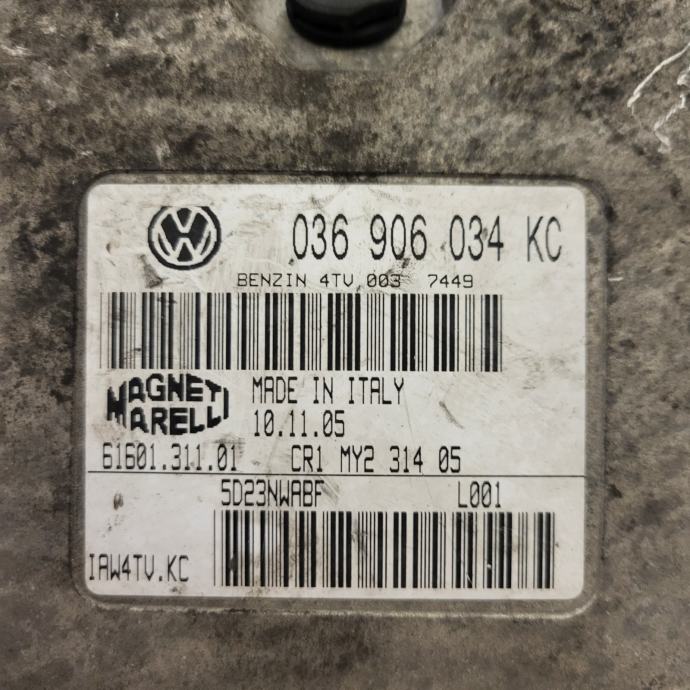 036 906 034 KC
BENZIN 4TV 003 7449
MAGNETI
MARELLI
MADE IN ITALY
10.11.05
61601.311.01 CR1 MY2 314 05
5D23NWABF L001
IAW4TV.KC